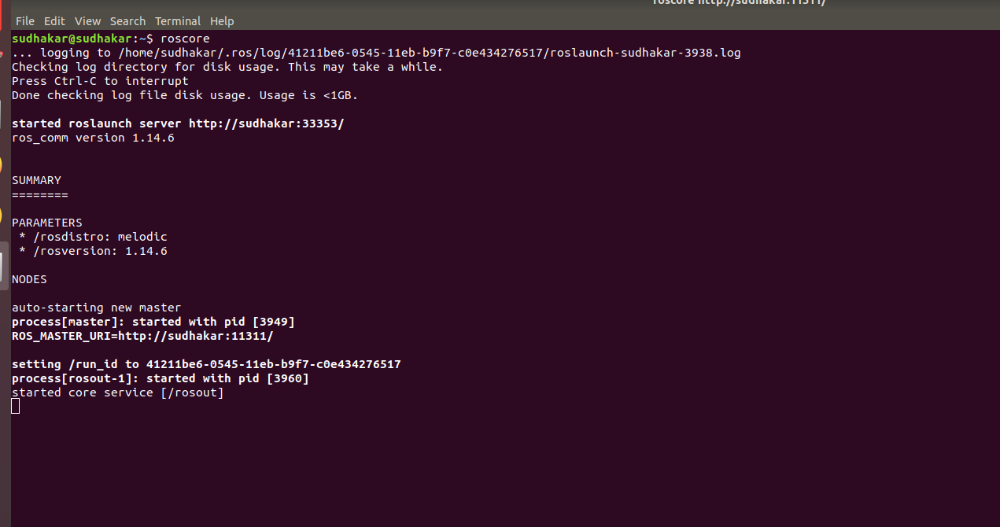 roscore http://sudhakar:11311/
File Edit View Search Terminal Help
sudhakar@sudhakar:~$ roscore
... logging to /home/sudhakar/.ros/log/41211be6-0545-11eb-b9f7-c0e434276517/roslaunch-sudhakar-3938.log
Checking log directory for disk usage. This may take a while.
Press Ctrl-C to interrupt
Done checking log file disk usage. Usage is <1GB.
started roslaunch server http://sudhakar:33353/
ros_comm version 1.14.6
SUMMARY
========
PARAMETERS
 * /rosdistro: melodic
 * /rosversion: 1.14.6
NODES
auto-starting new master
process[master]: started with pid [3949]
ROS_MASTER_URI=http://sudhakar:11311/
setting /run_id to 41211be6-0545-11eb-b9f7-c0e434276517
process[rosout-1]: started with pid [3960]
started core service [/rosout]